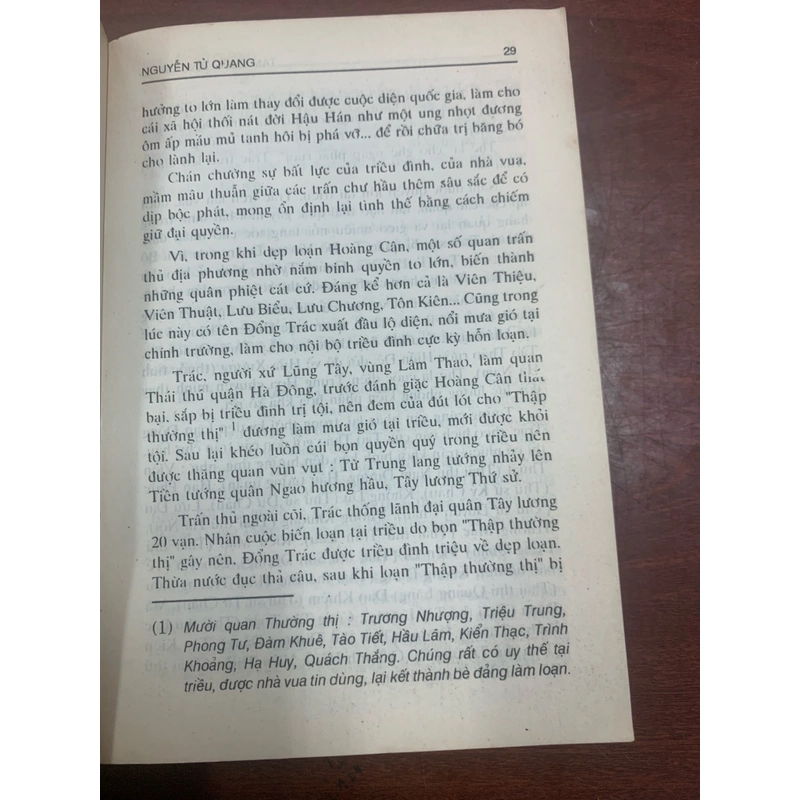 NGUYỄN TỬ QUANG 29
hưởng to lớn làm thay đổi được cuộc diện quốc gia, làm cho
cái xã hội thối nát đời Hậu Hán như một ung nhọt đương
ôm ấp mẩu mủ tanh hôi bị phá vỡ... để rồi chữa trị băng bó
cho lành lại.
Chán chường sự bất lực của triều đình, của nhà vua,
mầm mâu thuẫn giữa các trấn chư hầu thêm sâu sắc để có
dịp bộc phát, mong ổn định lại tình thế bằng cách chiếm
giữ đại quyền.
Vì, trong khi dẹp loạn Hoàng Cân, một số quan trấn
thủ địa phương nhờ nắm binh quyền to lớn, biến thành
những quân phiệt cát cứ. Đáng kể hơn cả là Viên Thiệu,
Viên Thuật, Lưu Biểu, Lưu Chương, Tôn Kiên... Cũng trong
lúc này có tên Đổng Trác xuất đầu lộ diện, nổi mưa gió tại
chính trường, làm cho nội bộ triều đình cực kỳ hỗn loạn.
Trác, người xứ Lũng Tây, vùng Lâm Thao, làm quan
Thái thú quận Hà Đông, trước đánh giặc Hoàng Cân thất
bại, sắp bị triều đình trị tội, nên đem của đút lót cho "Thập
thường thị" 1 đương làm mưa gió tại triều, mới được khỏi
tội. Sau lại khéo luồn cúi bọn quyền quý trong triều nên
được thăng quan vùn vụt : Từ Trung lang tướng nhảy lên
Tiền tướng quân Ngao hương hầu, Tây lương Thứ sử.
Trấn thủ ngoài cõi, Trác thống lãnh đại quân Tây lương
20 vạn. Nhân cuộc biến loạn tại triều do bọn "Thập thường
thị" gây nên, Đổng Trác được triều đình triệu về dẹp loạn.
Thừa nước đục thả câu, sau khi loạn "Thập thường thị" bị
(1) Mười quan Thường thị : Trương Nhượng, Triệu Trung,
Phong Tư, Đàm Khuê, Tào Tiết, Hầu Lâm, Kiển Thạc, Trình
Khoảng, Hạ Huy, Quách Thắng. Chúng rất có uy thế tại
triều, được nhà vua tin dùng, lại kết thành bè đảng làm loạn.